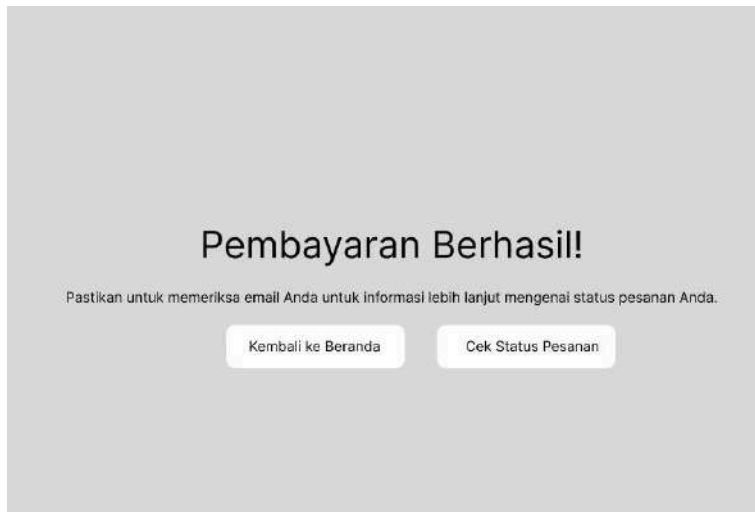 Pembayaran Berhasil!
Pastikan untuk memeriksa email Anda untuk informasi lebih lanjut mengenai status pesanan Anda.
Kembali ke Beranda
Cek Status Pesanan